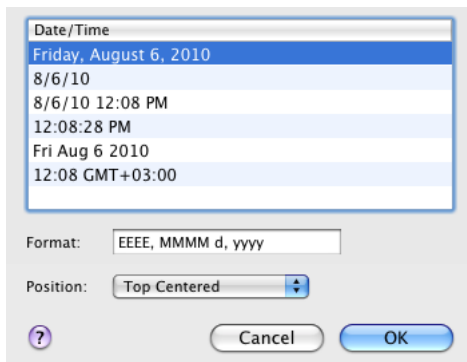 Date/Time
Friday, August 6, 2010
8/6/10
8/6/10 12:08 PM
12:08:28 PM
Fri Aug 6 2010
12:08 GMT+03:00
Format: EEEE, MMMM d, yyyy
Position: Top Centered
? Cancel OK